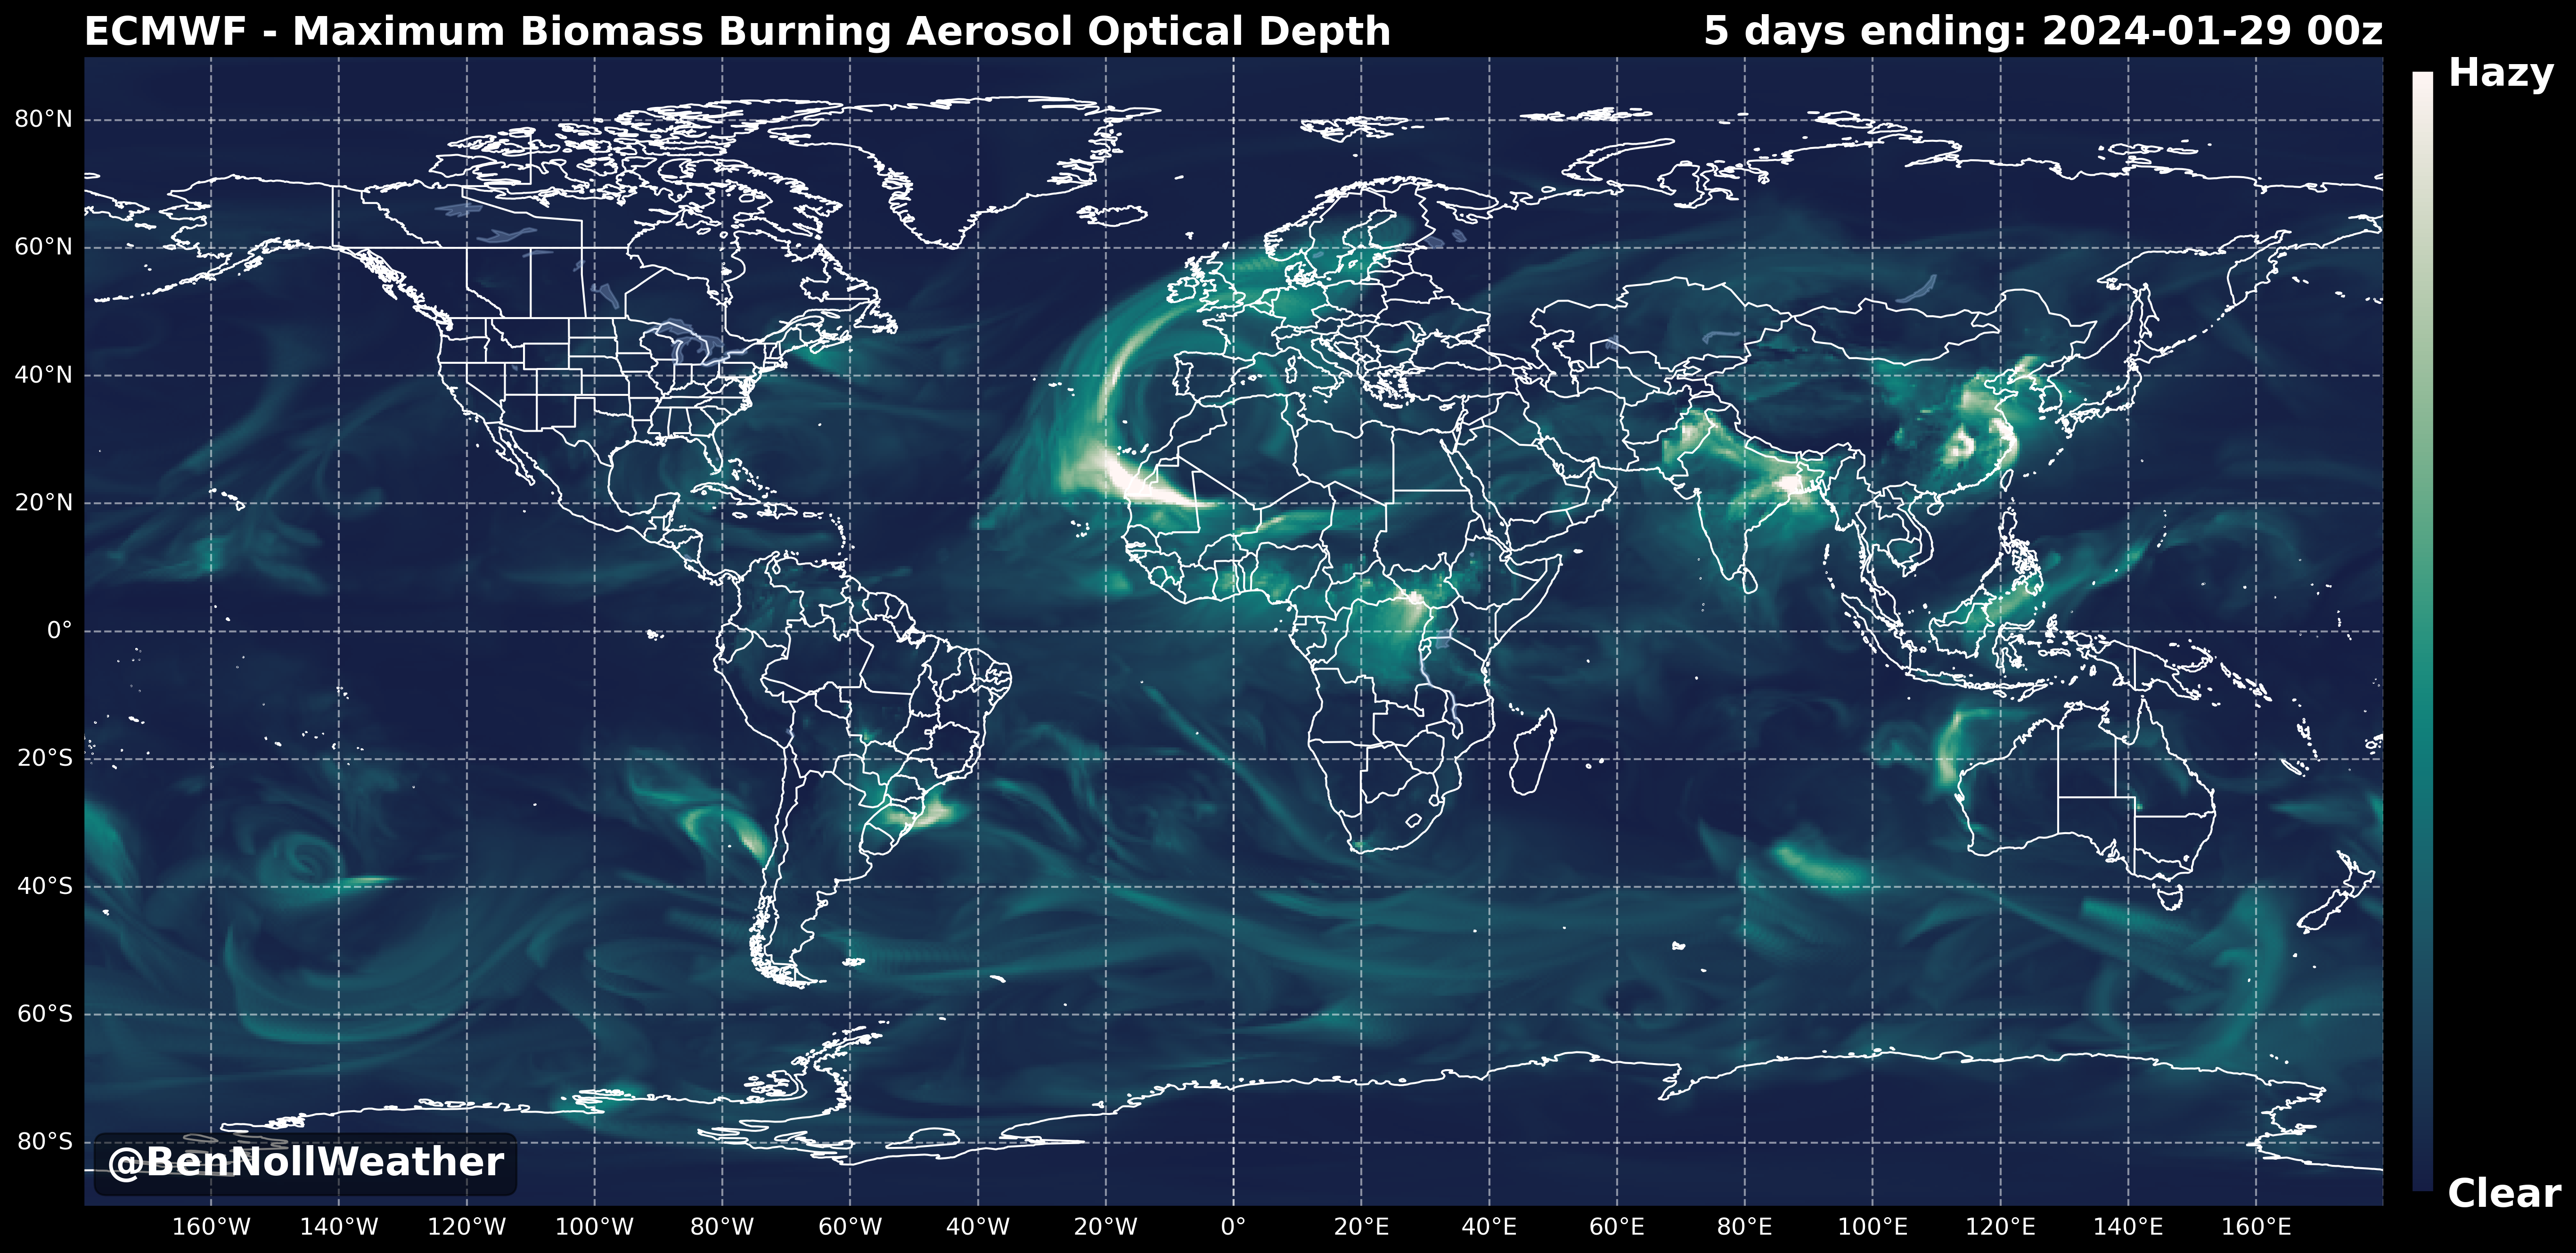 ECMWF - Maximum Biomass Burning Aerosol Optical Depth
5 days ending: 2024-01-29 00z
Hazy
80°N
60°N
40°N
20°N
0°
20°S
40°S
60°S
80°S
Clear
@BenNollWeather
160°W 140°W 120°W 100°W 80°W 60°W 40°W 20°W 0° 20°E 40°E 60°E 80°E 100°E 120°E 140°E 160°E